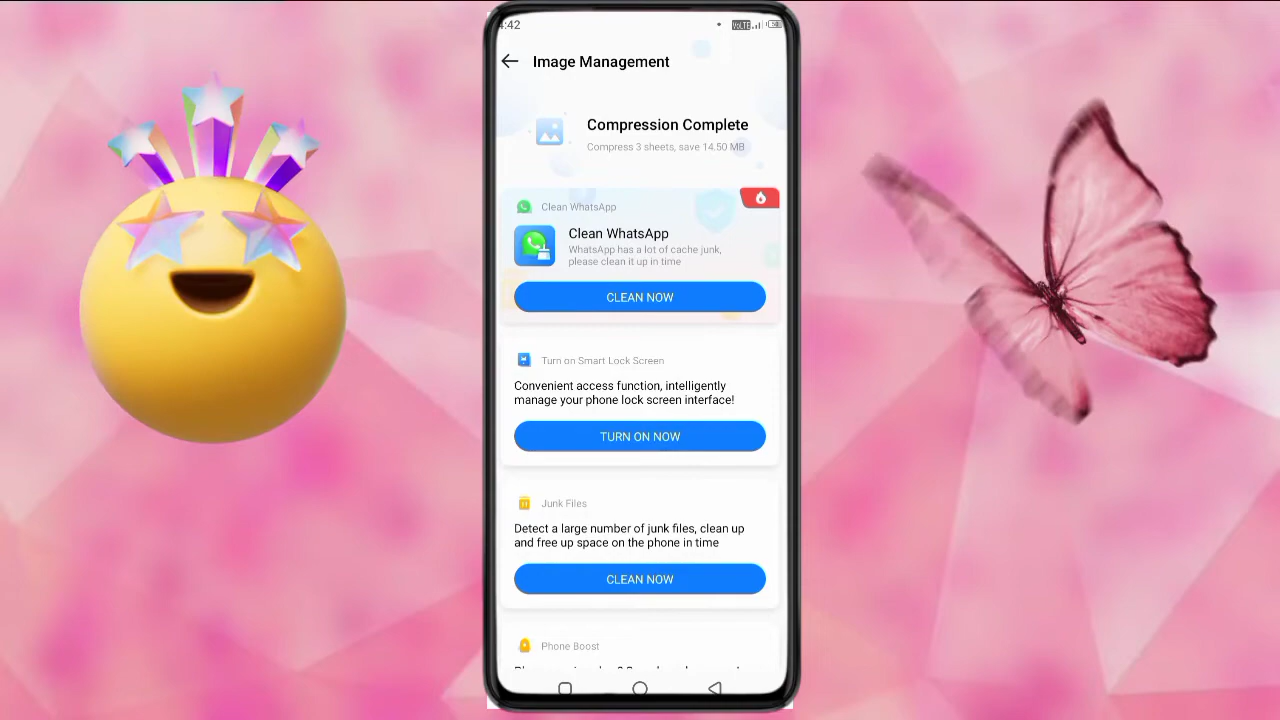 :42
Image Management
Compression Complete
Compress 3 sheets, save 14.50 MB
Clean WhatsApp
Clean WhatsApp
WhatsApp has a lot of cache junk,
please clean it up in time
CLEAN NOW
Turn on Smart Lock Screen
Convenient access function, intelligently
manage your phone lock screen interface!
TURN ON NOW
Junk Files
Detect a large number of junk files, clean up
and free up space on the phone in time
CLEAN NOW
Phone Boost